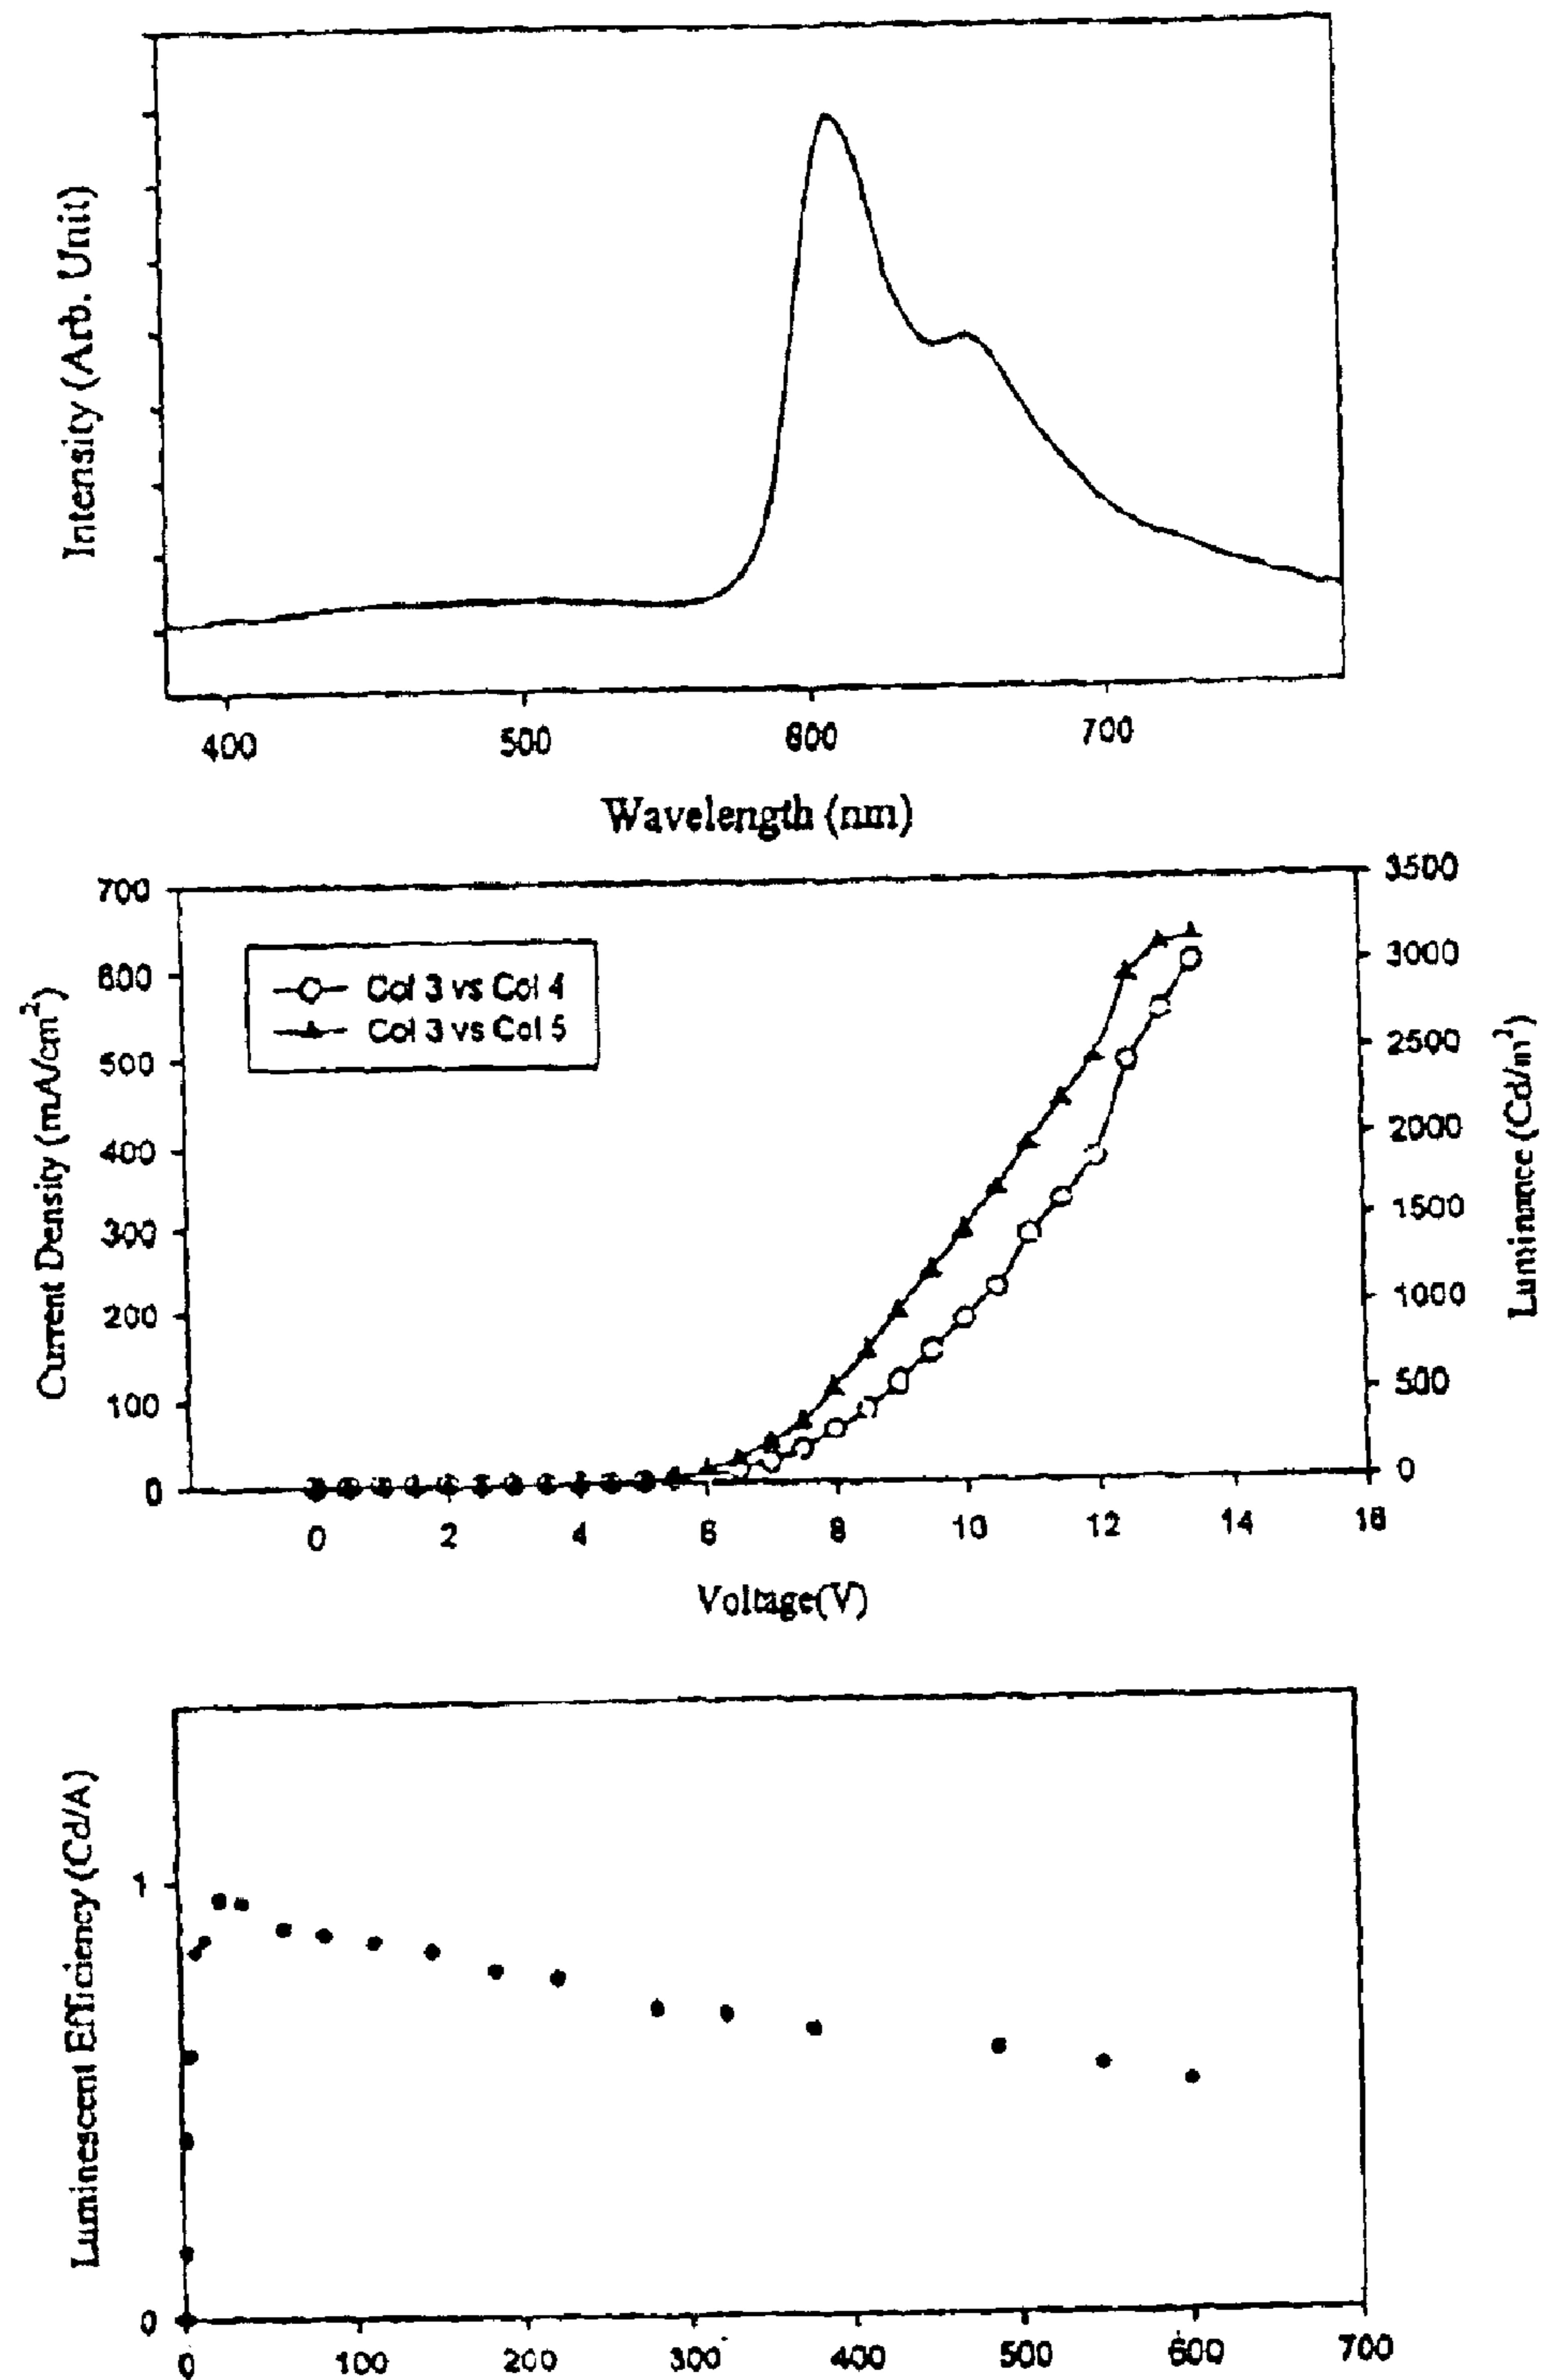 Intensity (Arb. Unit)
400 500 600 700
Wavelength (nm)
700
600
500
400
300
200
100
0
Current Density (mA/cm²)
Col 3 vs Col 4
Col 3 vs Col 5
3500
3000
2500
2000
1500
1000
500
0
Luminance (Cd/m²)
0 2 4 6 8 10 12 14 16
Voltage(V)
Luminescent Efficiency (Cd/A)
1
0
0 100 200 300 400 500 600 700